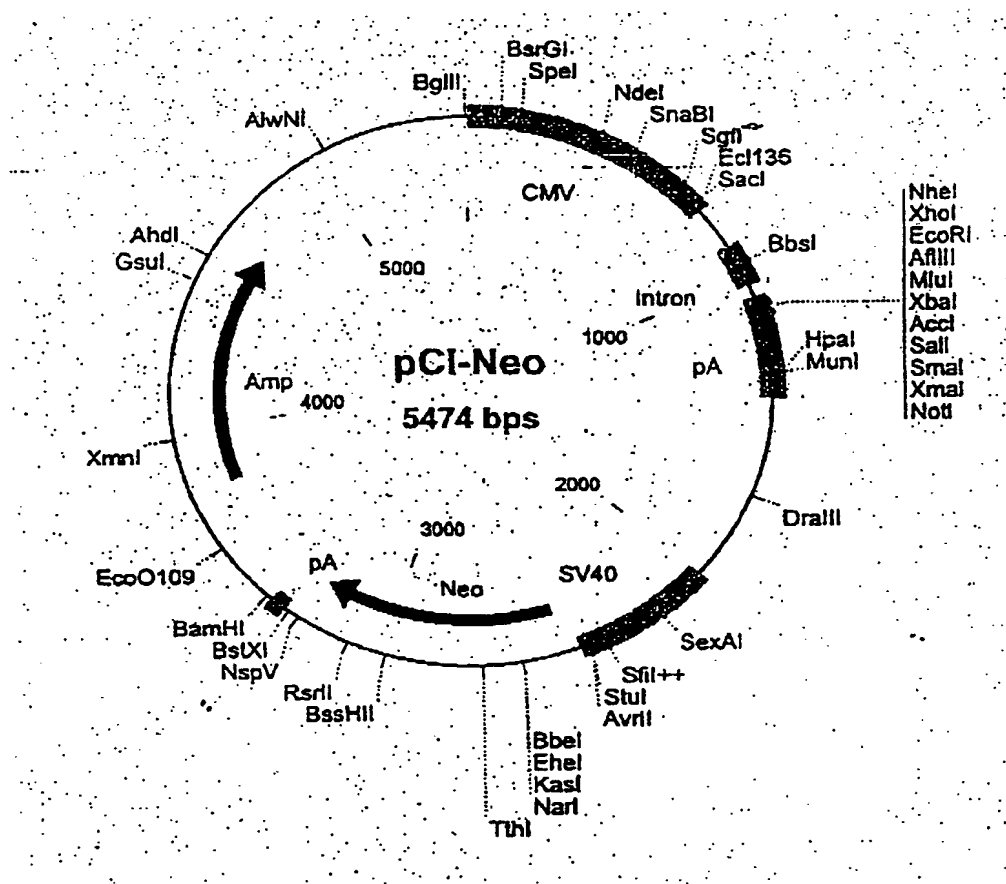 BsrGI
SpeI
BglII
NdeI
SnaBI
SgfI
Ecl136
SacI
AlwNI
CMV
NheI
XhoI
EcoRI
AflIII
MluI
XbaI
AccI
SalI
SmaI
XmaI
NotI
BbsI
AhdI
GsuI
5000
Intron
1000
HpaI
MunI
pA
pCI-Neo
5474 bps
Amp
4000
XmnI
2000
DraIII
3000
EcoO109
pA
Neo
SV40
SexAI
BamHI
BstXI
NspV
RsrII
BssHII
SfiI++
StuI
AvrII
BbeI
EheI
KasI
NarI
TthI